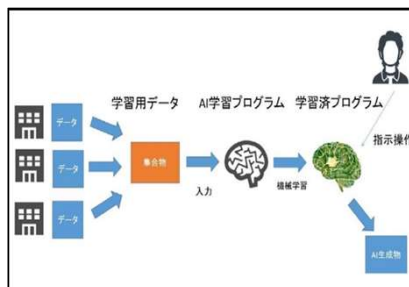 学習用データ
AI学習プログラム
学習済プログラム
データ
データ
データ
集合物
入力
機械学習
指示操作
AI生成物